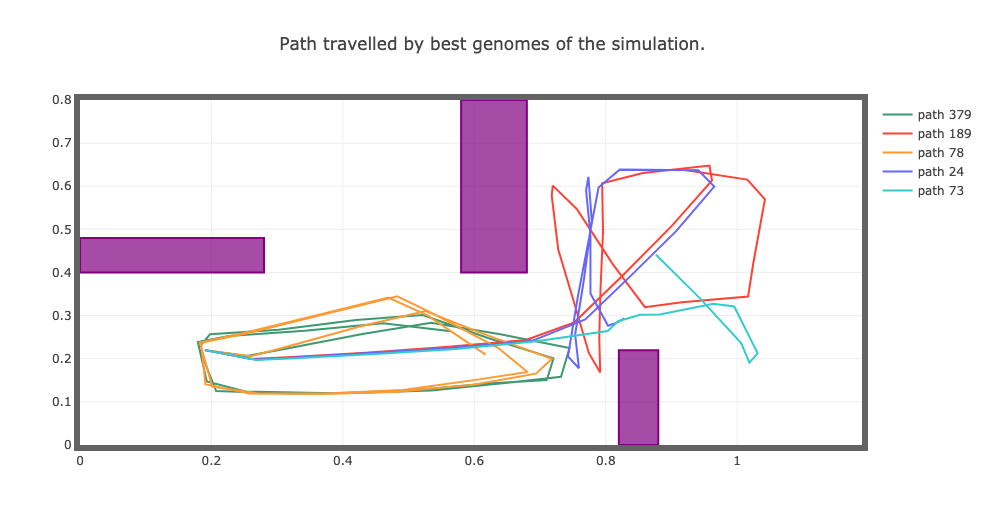 Path travelled by best genomes of the simulation.
0.8
0.7
0.6
0.5
0.4
0.3
0.2
0.1
0
0 0.2 0.4 0.6 0.8 1
path 379
path 189
path 78
path 24
path 73